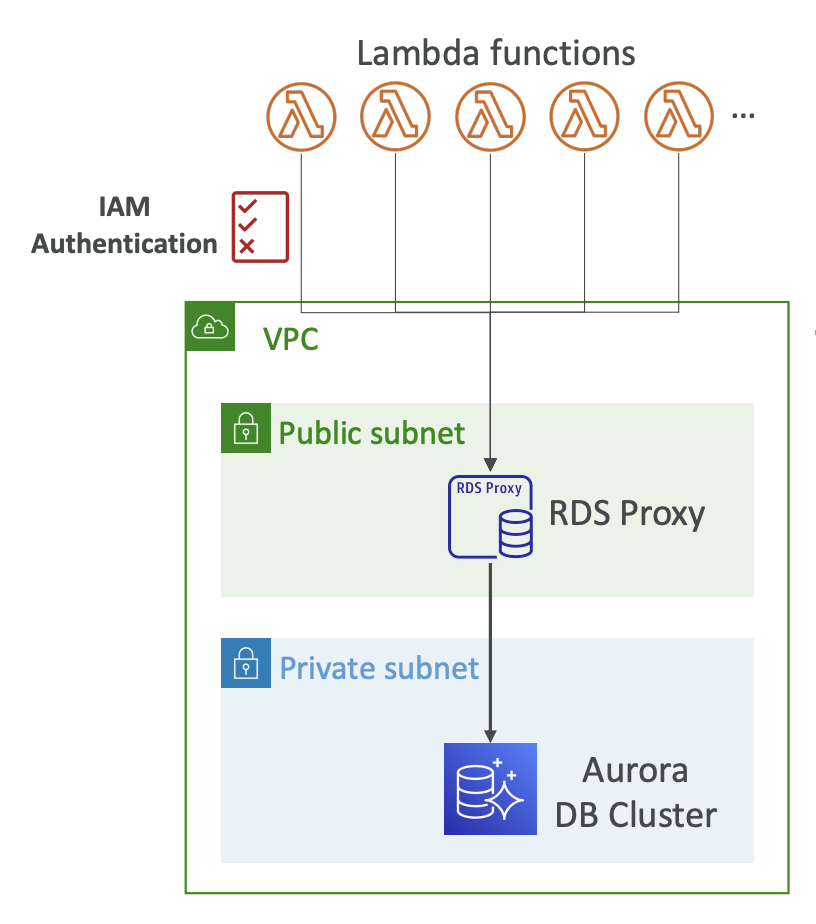 Lambda functions
...
IAM
Authentication
VPC
Public subnet
RDS Proxy
RDS Proxy
Private subnet
Aurora
DB Cluster